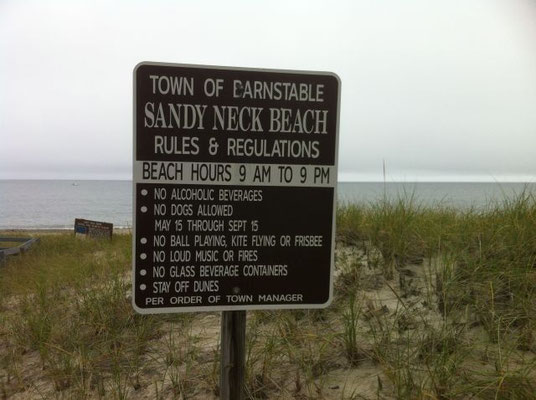 TOWN OF BARNSTABLE
SANDY NECK BEACH
RULES & REGULATIONS
BEACH HOURS 9 AM TO 9 PM
• NO ALCOHOLIC BEVERAGES
• NO DOGS ALLOWED
MAY 15 THROUGH SEPT 15
• NO BALL PLAYING, KITE FLYING OR FRISBEE
• NO LOUD MUSIC OR FIRES
• NO GLASS BEVERAGE CONTAINERS
• STAY OFF DUNES
PER ORDER OF TOWN MANAGER